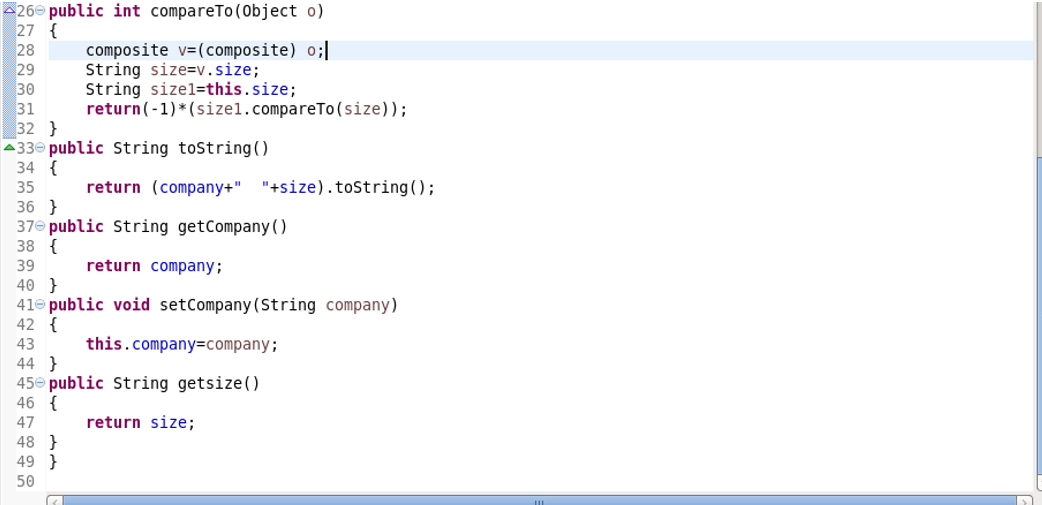 26 public int compareTo(Object o)
27 {
28     composite v=(composite) o;
29     String size=v.size;
30     String size1=this.size;
31     return(-1)*(size1.compareTo(size));
32 }
33 public String toString()
34 {
35     return (company+"  "+size).toString();
36 }
37 public String getCompany()
38 {
39     return company;
40 }
41 public void setCompany(String company)
42 {
43     this.company=company;
44 }
45 public String getsize()
46 {
47     return size;
48 }
49 }
50